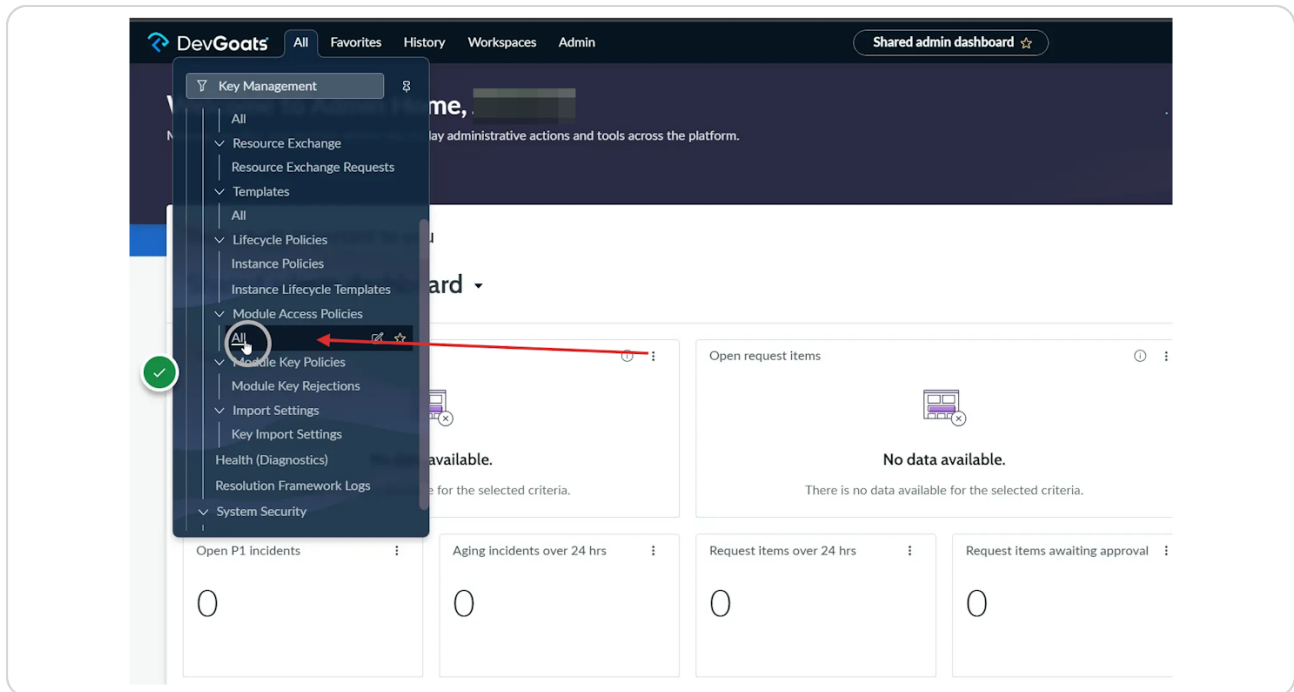 DevGoats All Favorites History Workspaces Admin Shared admin dashboard
Key Management
me,
All
lay administrative actions and tools across the platform.
Resource Exchange
Resource Exchange Requests
Templates
All
Lifecycle Policies
Instance Policies
Instance Lifecycle Templates
ard
Module Access Policies
All
Module Key Policies
Module Key Rejections
Import Settings
Key Import Settings
Health (Diagnostics)
Resolution Framework Logs
System Security
available.
e for the selected criteria.
Open request items
No data available.
There is no data available for the selected criteria.
Open P1 incidents
0
Aging incidents over 24 hrs
0
Request items over 24 hrs
0
Request items awaiting approval
0